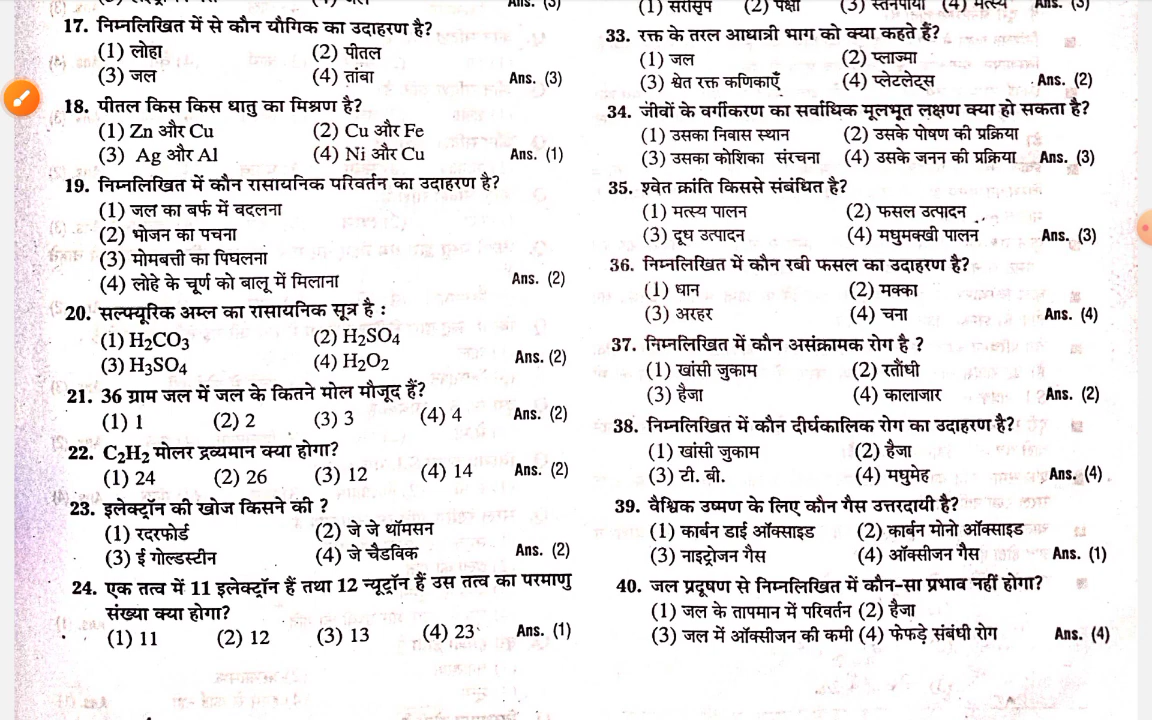 17. निम्नलिखित में से कौन यौगिक का उदाहरण है?
(1) लोहा (2) पीतल
(3) जल (4) तांबा Ans. (3)
18. पीतल किस किस धातु का मिश्रण है?
(1) Zn और Cu (2) Cu और Fe
(3) Ag और Al (4) Ni और Cu Ans. (1)
19. निम्नलिखित में कौन रासायनिक परिवर्तन का उदाहरण है?
(1) जल का बर्फ में बदलना
(2) भोजन का पचना
(3) मोमबत्ती का पिघलना
(4) लोहे के चूर्ण को बालू में मिलाना Ans. (2)
20. सल्फ्यूरिक अम्ल का रासायनिक सूत्र है :
(1) H₂CO₃ (2) H₂SO₄
(3) H₃SO₄ (4) H₂O₂ Ans. (2)
21. 36 ग्राम जल में जल के कितने मोल मौजूद हैं?
(1) 1 (2) 2 (3) 3 (4) 4 Ans. (2)
22. C₂H₂ मोलर द्रव्यमान क्या होगा?
(1) 24 (2) 26 (3) 12 (4) 14 Ans. (2)
23. इलेक्ट्रॉन की खोज किसने की ?
(1) रदरफोर्ड (2) जे जे थॉमसन
(3) ई गोल्डस्टीन (4) जे चैडविक Ans. (2)
24. एक तत्व में 11 इलेक्ट्रॉन हैं तथा 12 न्यूट्रॉन हैं उस तत्व का परमाणु
संख्या क्या होगा?
(1) 11 (2) 12 (3) 13 (4) 23 Ans. (1)
(1) सरीसृप (2) पक्षी (3) स्तनपायी (4) मत्स्य Ans. (3)
33. रक्त के तरल आधात्री भाग को क्या कहते हैं?
(1) जल (2) प्लाज्मा
(3) श्वेत रक्त कणिकाएँ (4) प्लेटलेट्स Ans. (2)
34. जीवों के वर्गीकरण का सर्वाधिक मूलभूत लक्षण क्या हो सकता है?
(1) उसका निवास स्थान (2) उसके पोषण की प्रक्रिया
(3) उसका कोशिका संरचना (4) उसके जनन की प्रक्रिया Ans. (3)
35. श्वेत क्रांति किससे संबंधित है?
(1) मत्स्य पालन (2) फसल उत्पादन
(3) दूध उत्पादन (4) मधुमक्खी पालन Ans. (3)
36. निम्नलिखित में कौन रबी फसल का उदाहरण है?
(1) धान (2) मक्का
(3) अरहर (4) चना Ans. (4)
37. निम्नलिखित में कौन असंक्रामक रोग है ?
(1) खांसी जुकाम (2) रतौंधी
(3) हैजा (4) कालाजार Ans. (2)
38. निम्नलिखित में कौन दीर्घकालिक रोग का उदाहरण है?
(1) खांसी जुकाम (2) हैजा
(3) टी. बी. (4) मधुमेह Ans. (4)
39. वैश्विक उष्मण के लिए कौन गैस उत्तरदायी है?
(1) कार्बन डाई ऑक्साइड (2) कार्बन मोनो ऑक्साइड
(3) नाइट्रोजन गैस (4) ऑक्सीजन गैस Ans. (1)
40. जल प्रदूषण से निम्नलिखित में कौन-सा प्रभाव नहीं होगा?
(1) जल के तापमान में परिवर्तन (2) हैजा
(3) जल में ऑक्सीजन की कमी (4) फेफड़े संबंधी रोग Ans. (4)